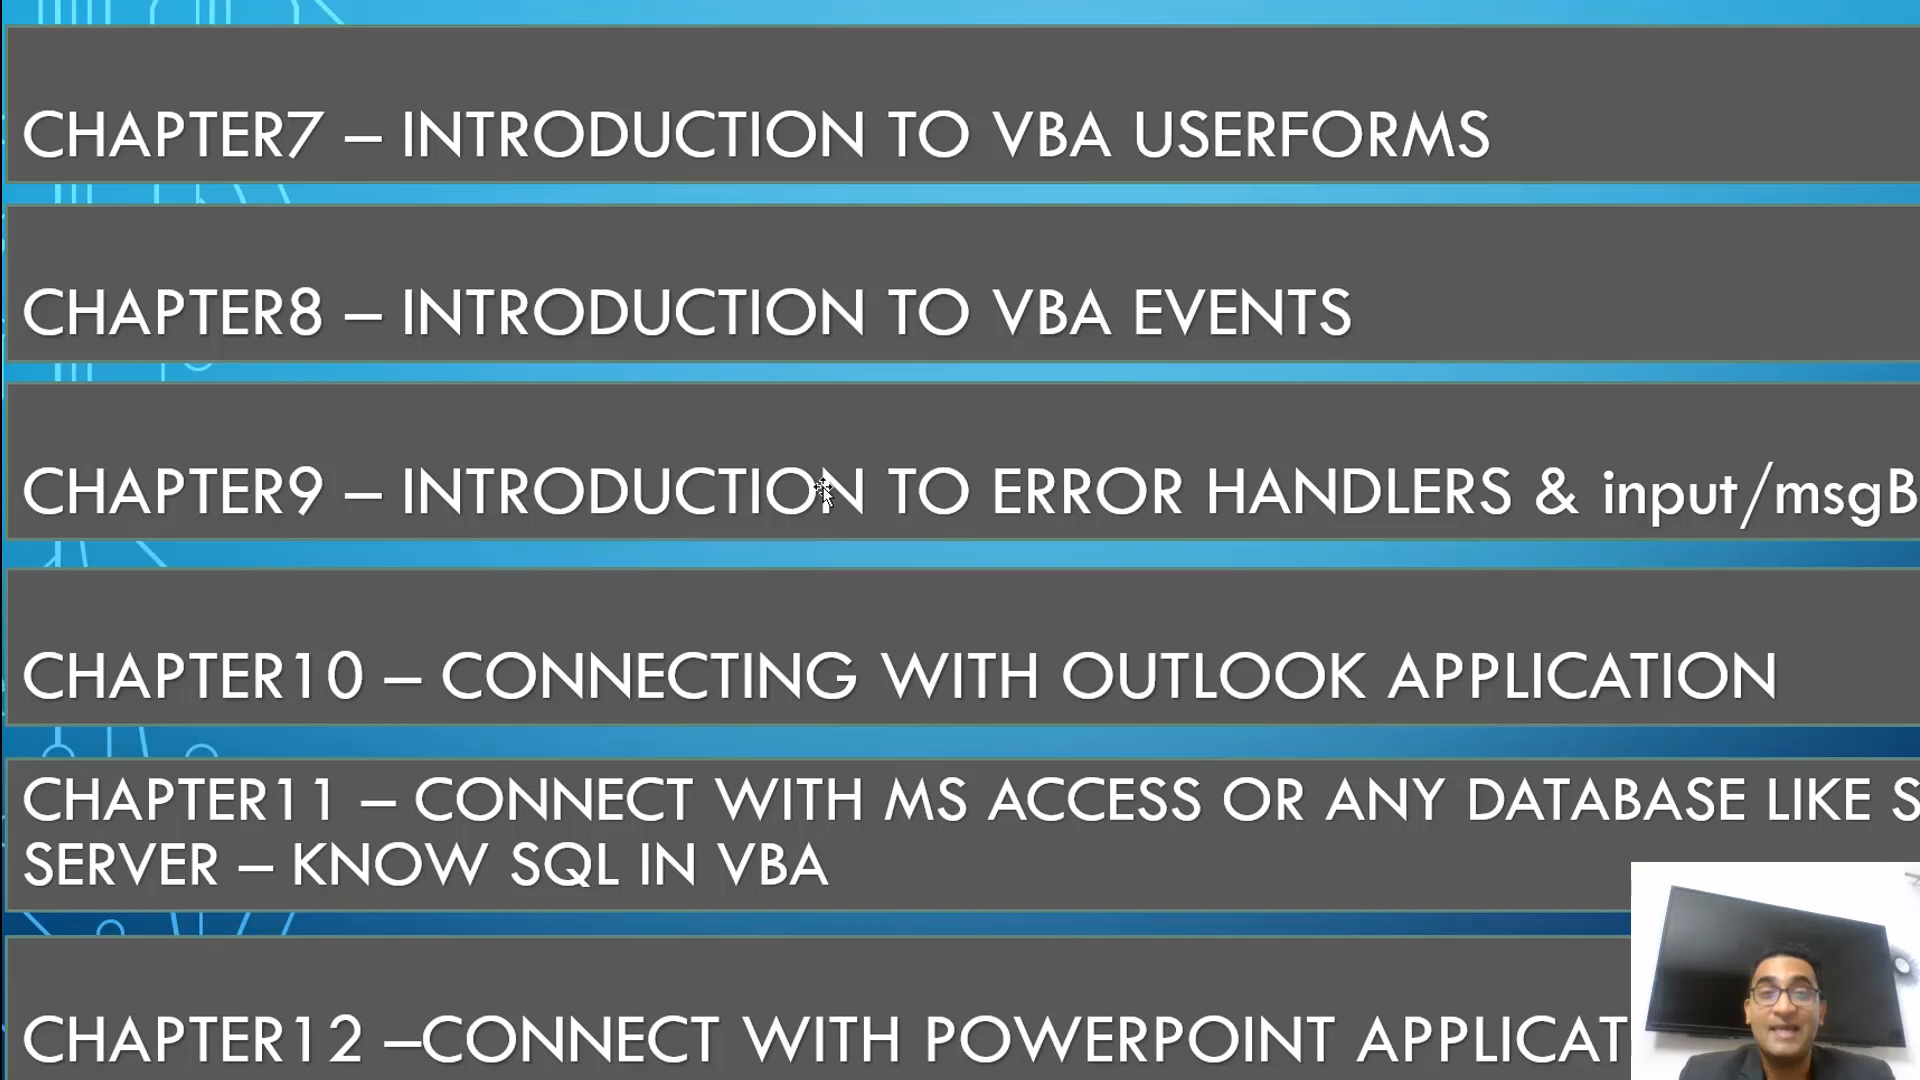 CHAPTER7 – INTRODUCTION TO VBA USERFORMS
CHAPTER8 – INTRODUCTION TO VBA EVENTS
CHAPTER9 – INTRODUCTION TO ERROR HANDLERS & input/msgB
CHAPTER10 – CONNECTING WITH OUTLOOK APPLICATION
CHAPTER11 – CONNECT WITH MS ACCESS OR ANY DATABASE LIKE S
SERVER – KNOW SQL IN VBA
CHAPTER12 –CONNECT WITH POWERPOINT APPLICAT